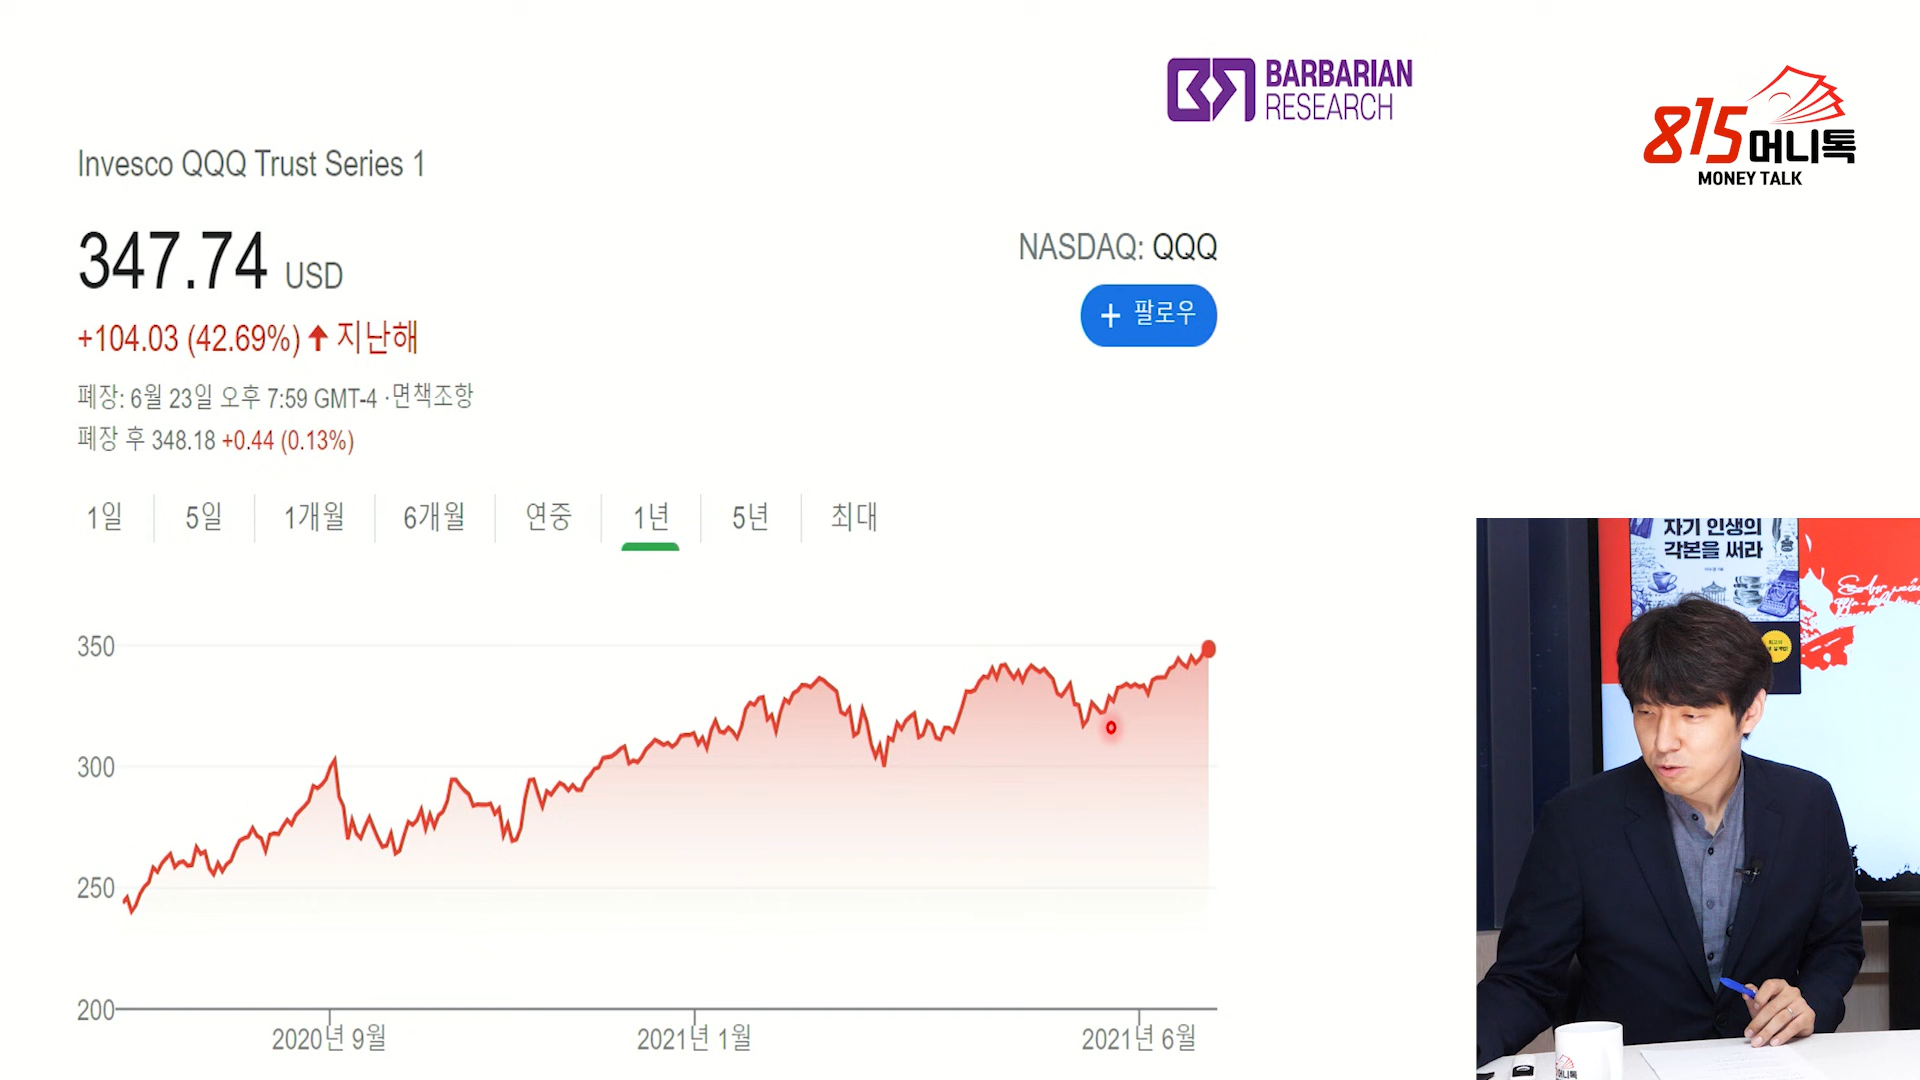 BARBARIAN
RESEARCH
815머니톡
MONEY TALK
Invesco QQQ Trust Series 1
347.74 USD
NASDAQ: QQQ
+ 팔로우
+104.03 (42.69%) ↑ 지난해
폐장: 6월 23일 오후 7:59 GMT-4 ·면책조항
폐장 후 348.18 +0.44 (0.13%)
1일 5일 1개월 6개월 연중 1년 5년 최대
350
300
250
200
2020년 9월 2021년 1월 2021년 6월
자기 인생의
각본을 써라
머니톡